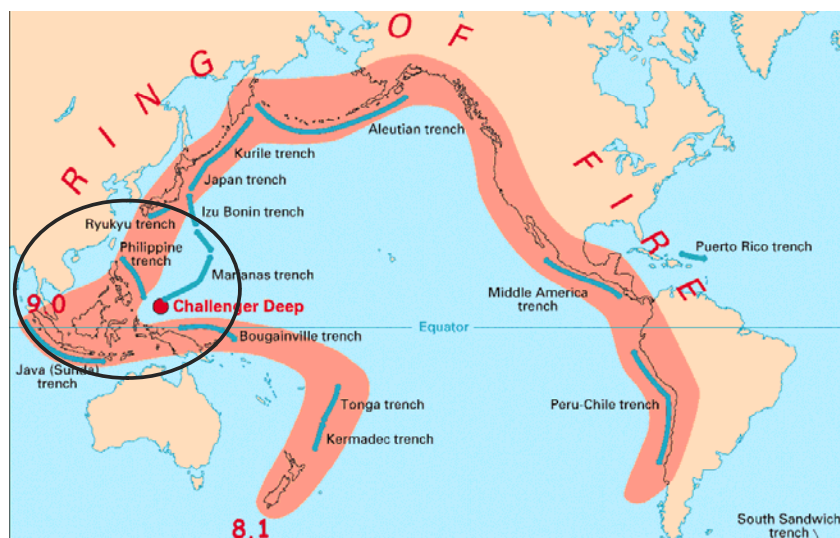 RING OF FIRE
Aleutian trench
Kurile trench
Japan trench
Izu Bonin trench
Ryukyu trench
Philippine
trench
Marianas trench
Challenger Deep
9.0
Puerto Rico trench
Middle America
trench
Equator
Bougainville trench
Java (Sunda)
trench
Tonga trench
Kermadec trench
Peru-Chile trench
8.1
South Sandwich
trench